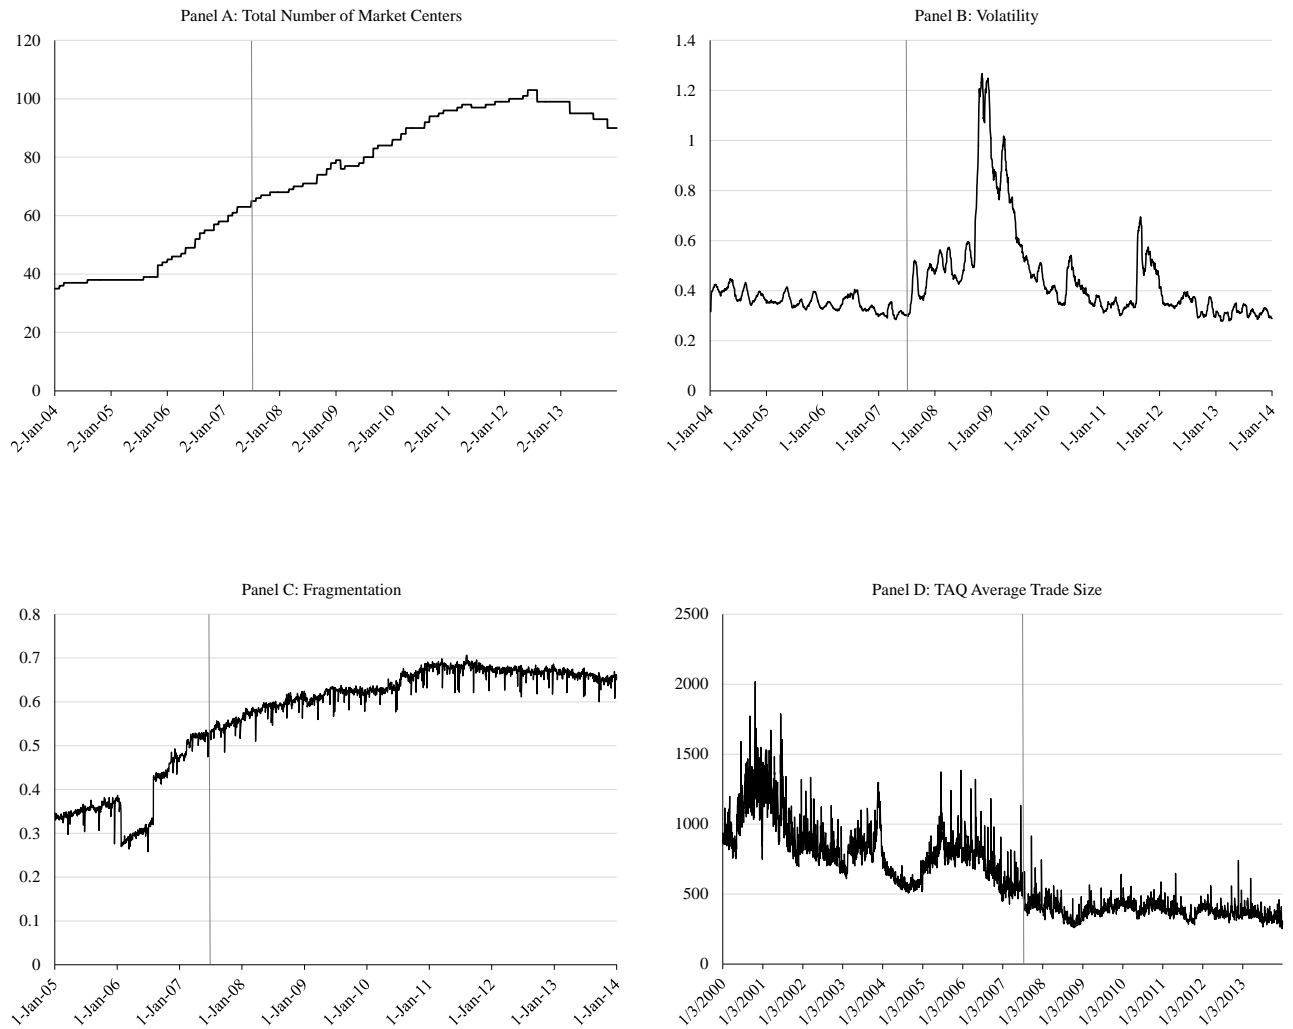 Panel A: Total Number of Market Centers
120
100
80
60
40
20
0
2-Jan-04
2-Jan-05
2-Jan-06
2-Jan-07
2-Jan-08
2-Jan-09
2-Jan-10
2-Jan-11
2-Jan-12
2-Jan-13
Panel B: Volatility
1.4
1.2
1
0.8
0.6
0.4
0.2
0
1-Jan-04
1-Jan-05
1-Jan-06
1-Jan-07
1-Jan-08
1-Jan-09
1-Jan-10
1-Jan-11
1-Jan-12
1-Jan-13
1-Jan-14
Panel C: Fragmentation
0.8
0.7
0.6
0.5
0.4
0.3
0.2
0.1
0
1-Jan-05
1-Jan-06
1-Jan-07
1-Jan-08
1-Jan-09
1-Jan-10
1-Jan-11
1-Jan-12
1-Jan-13
1-Jan-14
Panel D: TAQ Average Trade Size
2500
2000
1500
1000
500
0
1/3/2000
1/3/2001
1/3/2002
1/3/2003
1/3/2004
1/3/2005
1/3/2006
1/3/2007
1/3/2008
1/3/2009
1/3/2010
1/3/2011
1/3/2012
1/3/2013